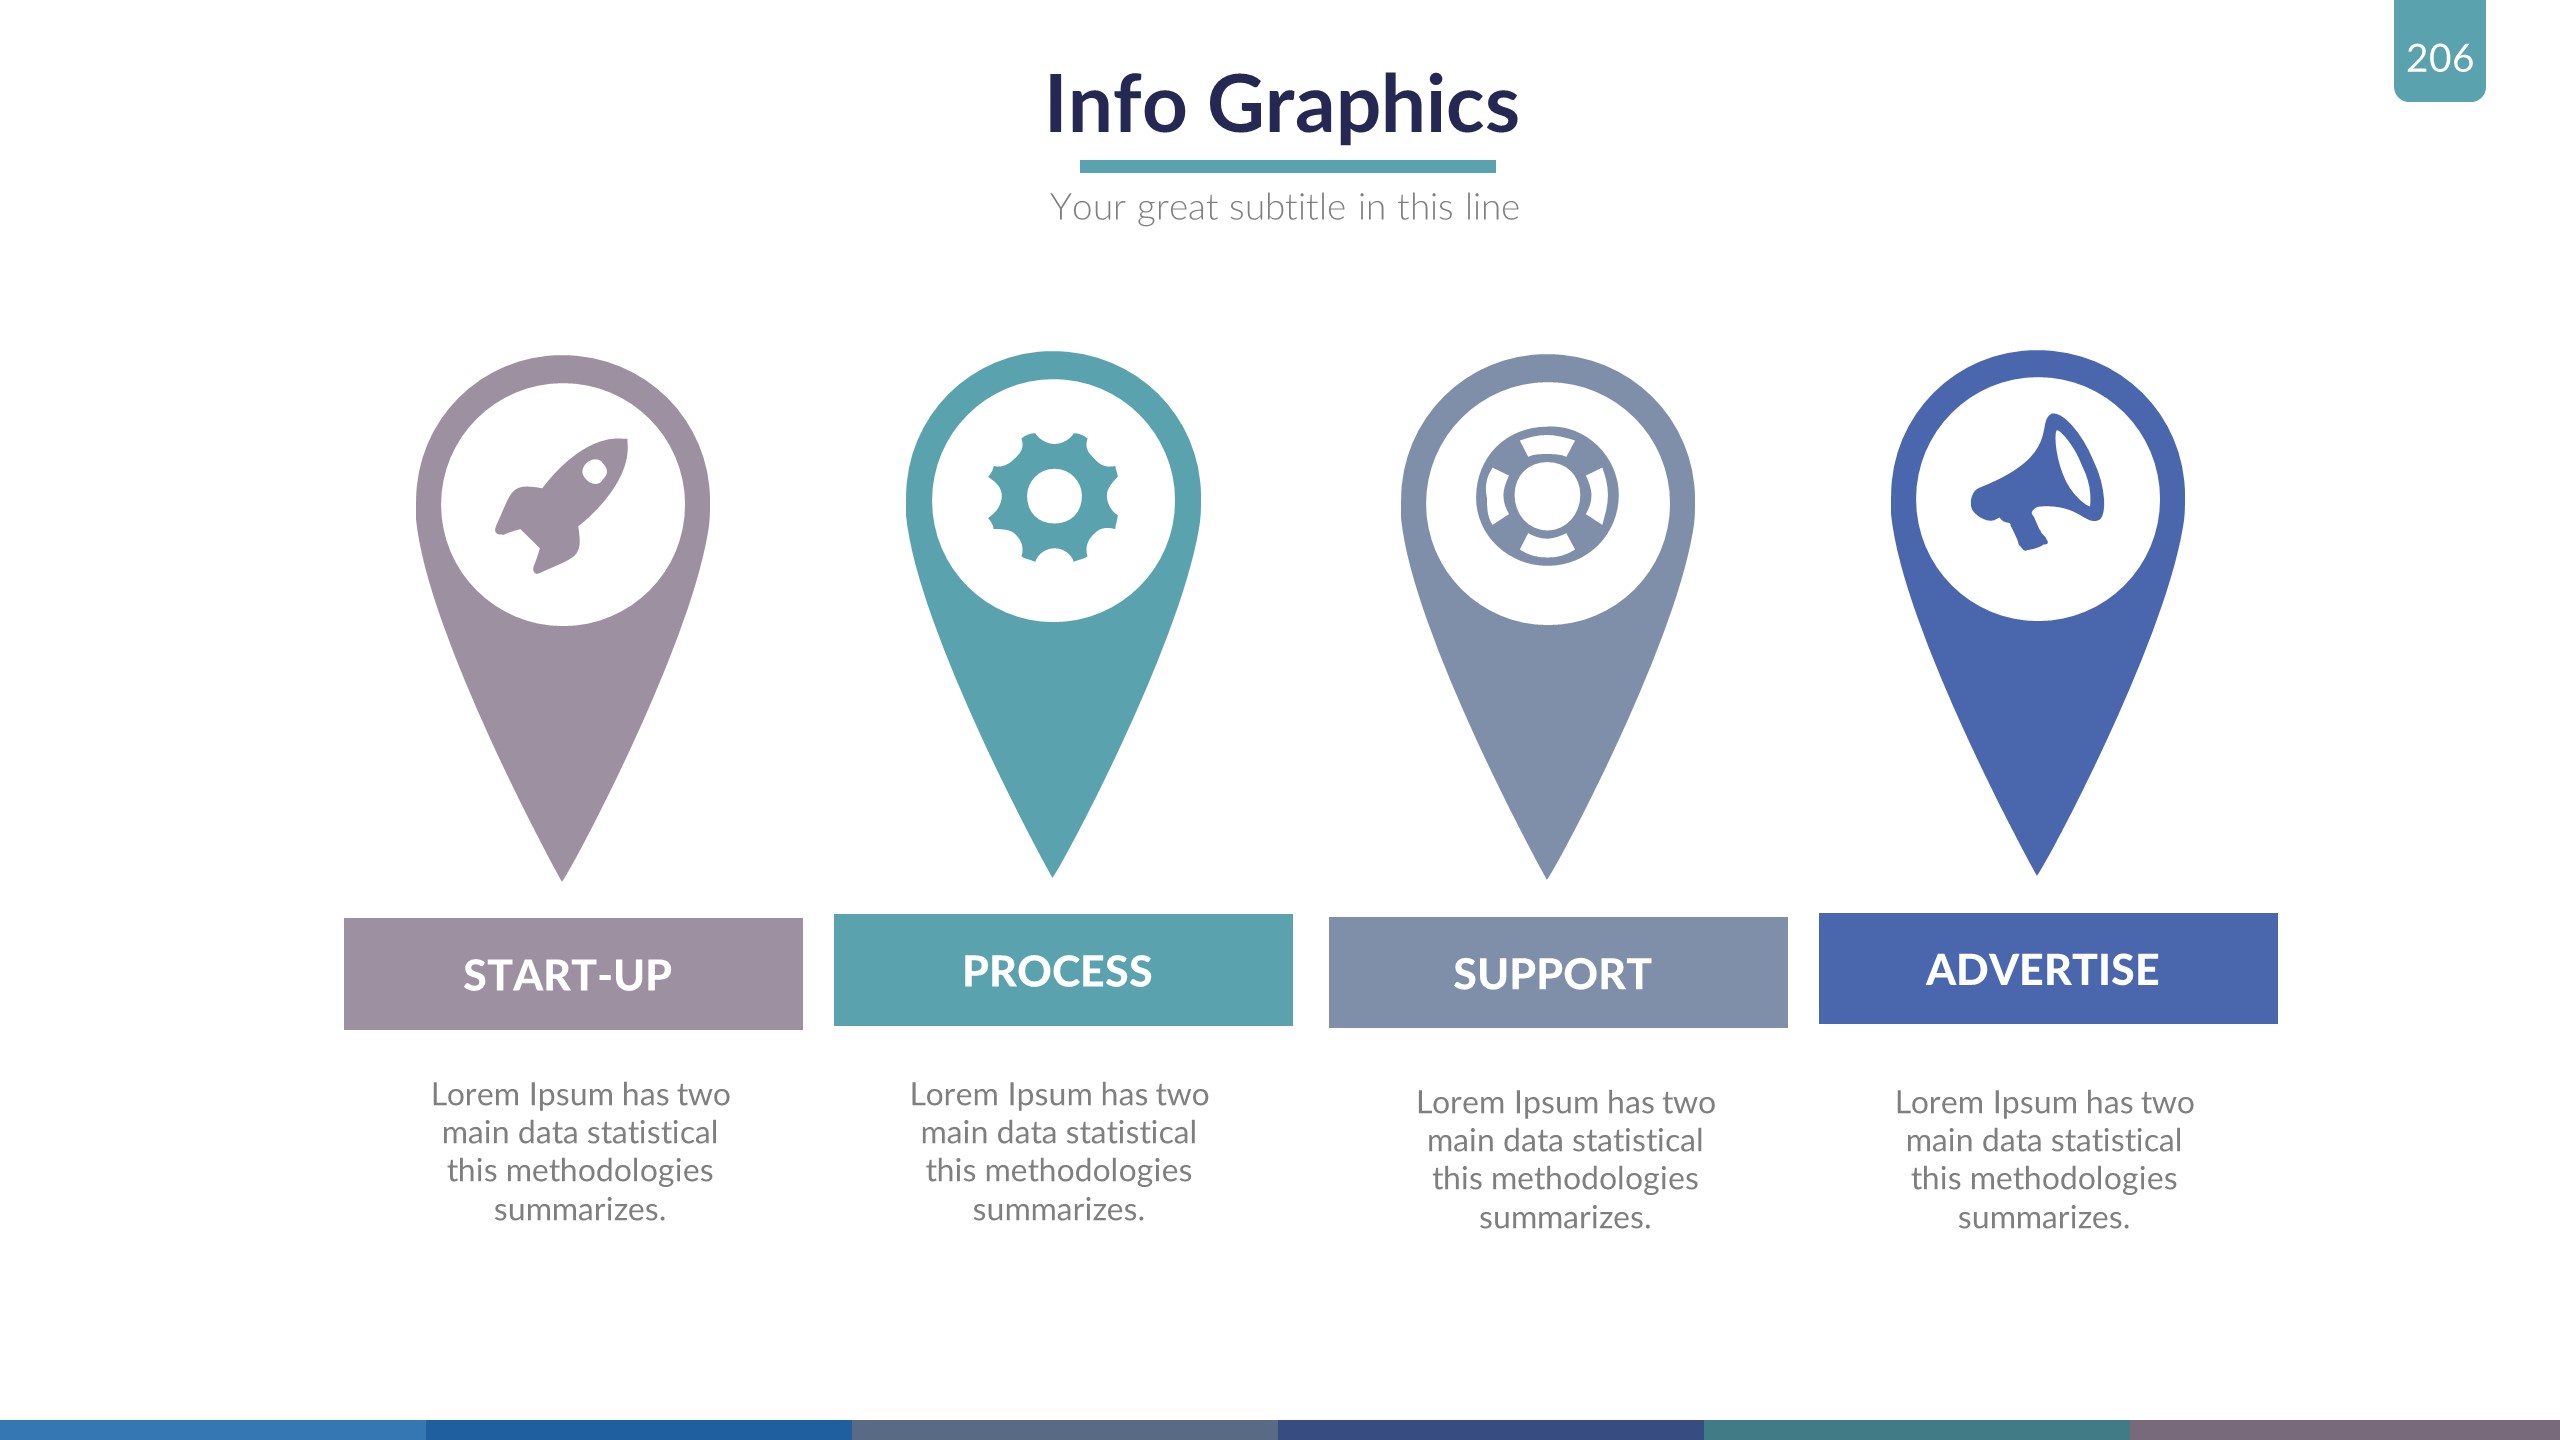 206
Info Graphics
Your great subtitle in this line
START-UP
Lorem Ipsum has two
main data statistical
this methodologies
summarizes.
PROCESS
Lorem Ipsum has two
main data statistical
this methodologies
summarizes.
SUPPORT
Lorem Ipsum has two
main data statistical
this methodologies
summarizes.
ADVERTISE
Lorem Ipsum has two
main data statistical
this methodologies
summarizes.